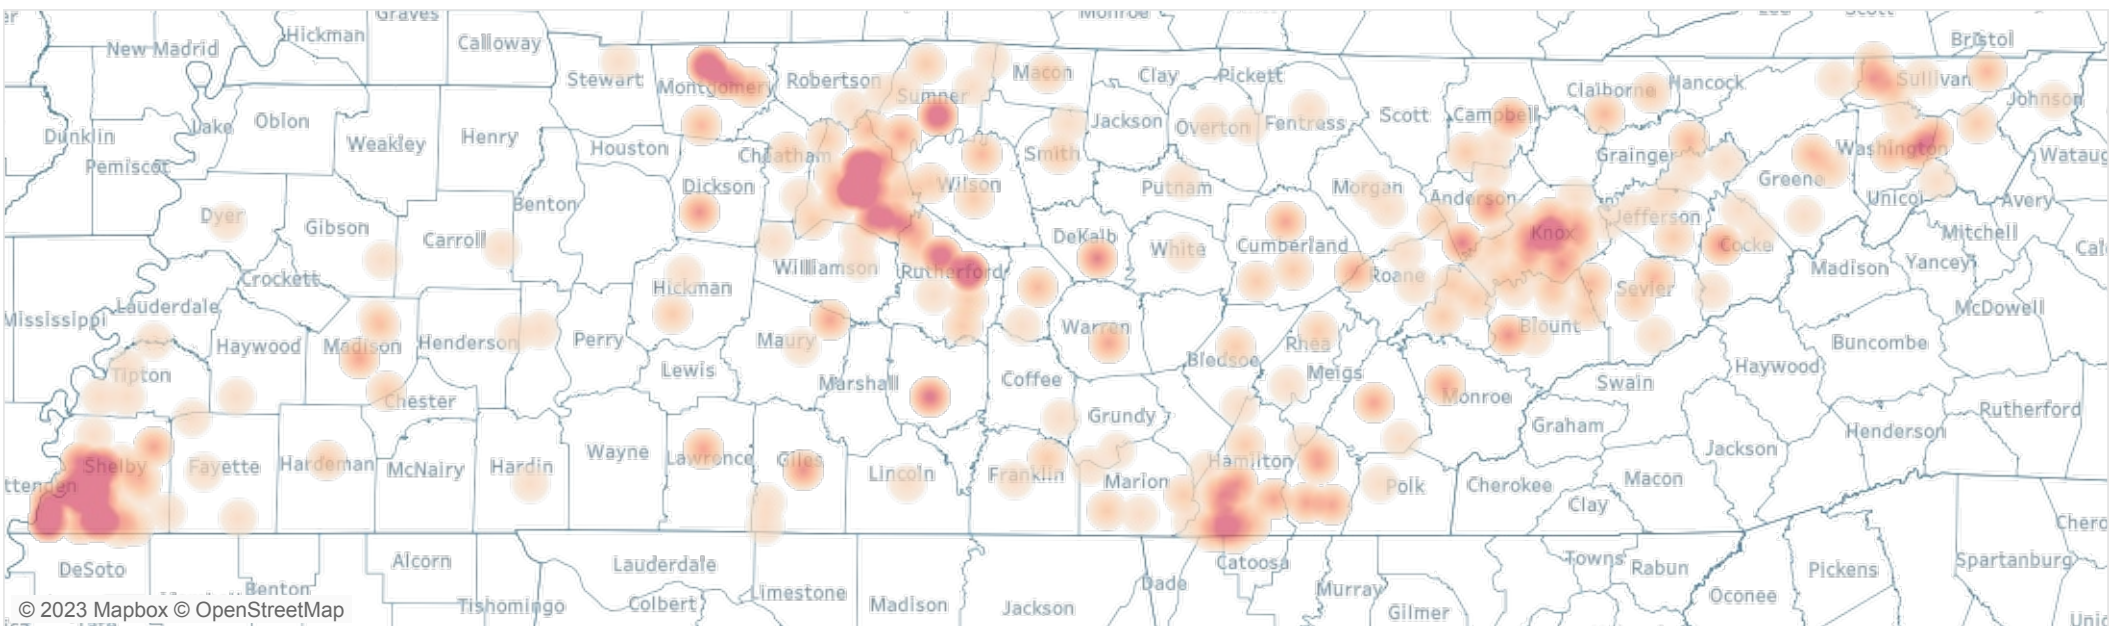 Graves
Monroe
Scott
Hickman
New Madrid
Calloway
Bristol
Stewart
Montgomery
Robertson
Macon
Clay
Pickett
Claiborne
Hancock
Sullivan
Sumner
Johnson
Lake
Obion
Jackson
Overton
Fentress
Scott
Campbell
Dunklin
Henry
Weakley
Houston
Cheatham
Smith
Grainger
Washington
Watauga
Pemiscot
Dickson
Wilson
Putnam
Morgan
Anderson
Greene
Benton
Unicoi
Avery
Dyer
Gibson
Carroll
DeKalb
White
Cumberland
Knox
Jefferson
Cocke
Mitchell
Williamson
Rutherford
Roane
Madison
Yancey
Crockett
Hickman
Sevier
Lauderdale
McDowell
Mississippi
Haywood
Madison
Henderson
Perry
Maury
Warren
Bledsoe
Rhea
Blount
Buncombe
Tipton
Lewis
Marshall
Coffee
Meigs
Swain
Haywood
Chester
Grundy
Monroe
Rutherford
Graham
Henderson
Shelby
Fayette
Hardeman
McNairy
Hardin
Wayne
Lawrence
Giles
Lincoln
Franklin
Marion
Hamilton
Polk
Cherokee
Macon
Jackson
ttenden
Clay
DeSoto
Alcorn
Lauderdale
Catoosa
Towns
Rabun
Pickens
Spartanburg
Benton
Tishomingo
Colbert
Limestone
Madison
Jackson
Dade
Murray
Gilmer
Oconee
© 2023 Mapbox © OpenStreetMap